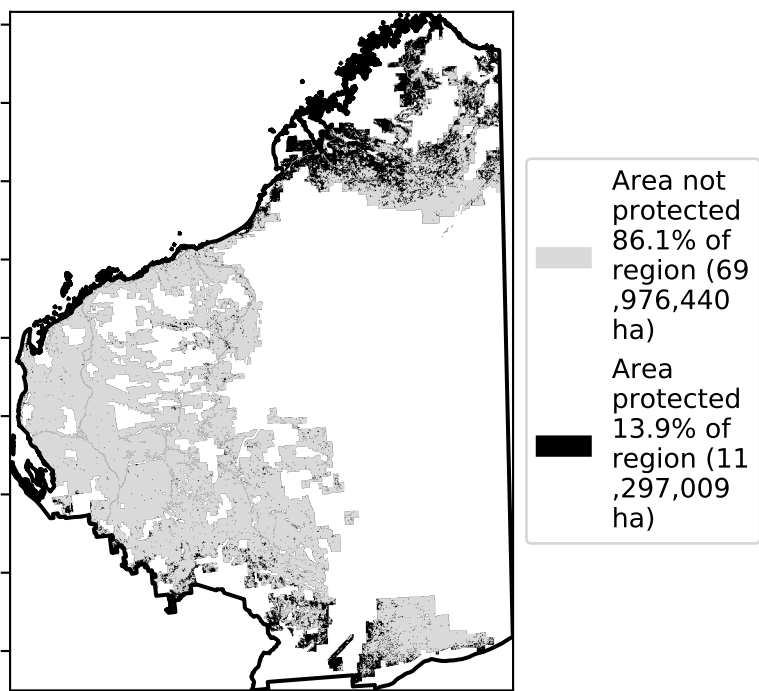 Area not
protected
86.1% of
region (69
,976,440
ha)
Area
protected
13.9% of
region (11
,297,009
ha)